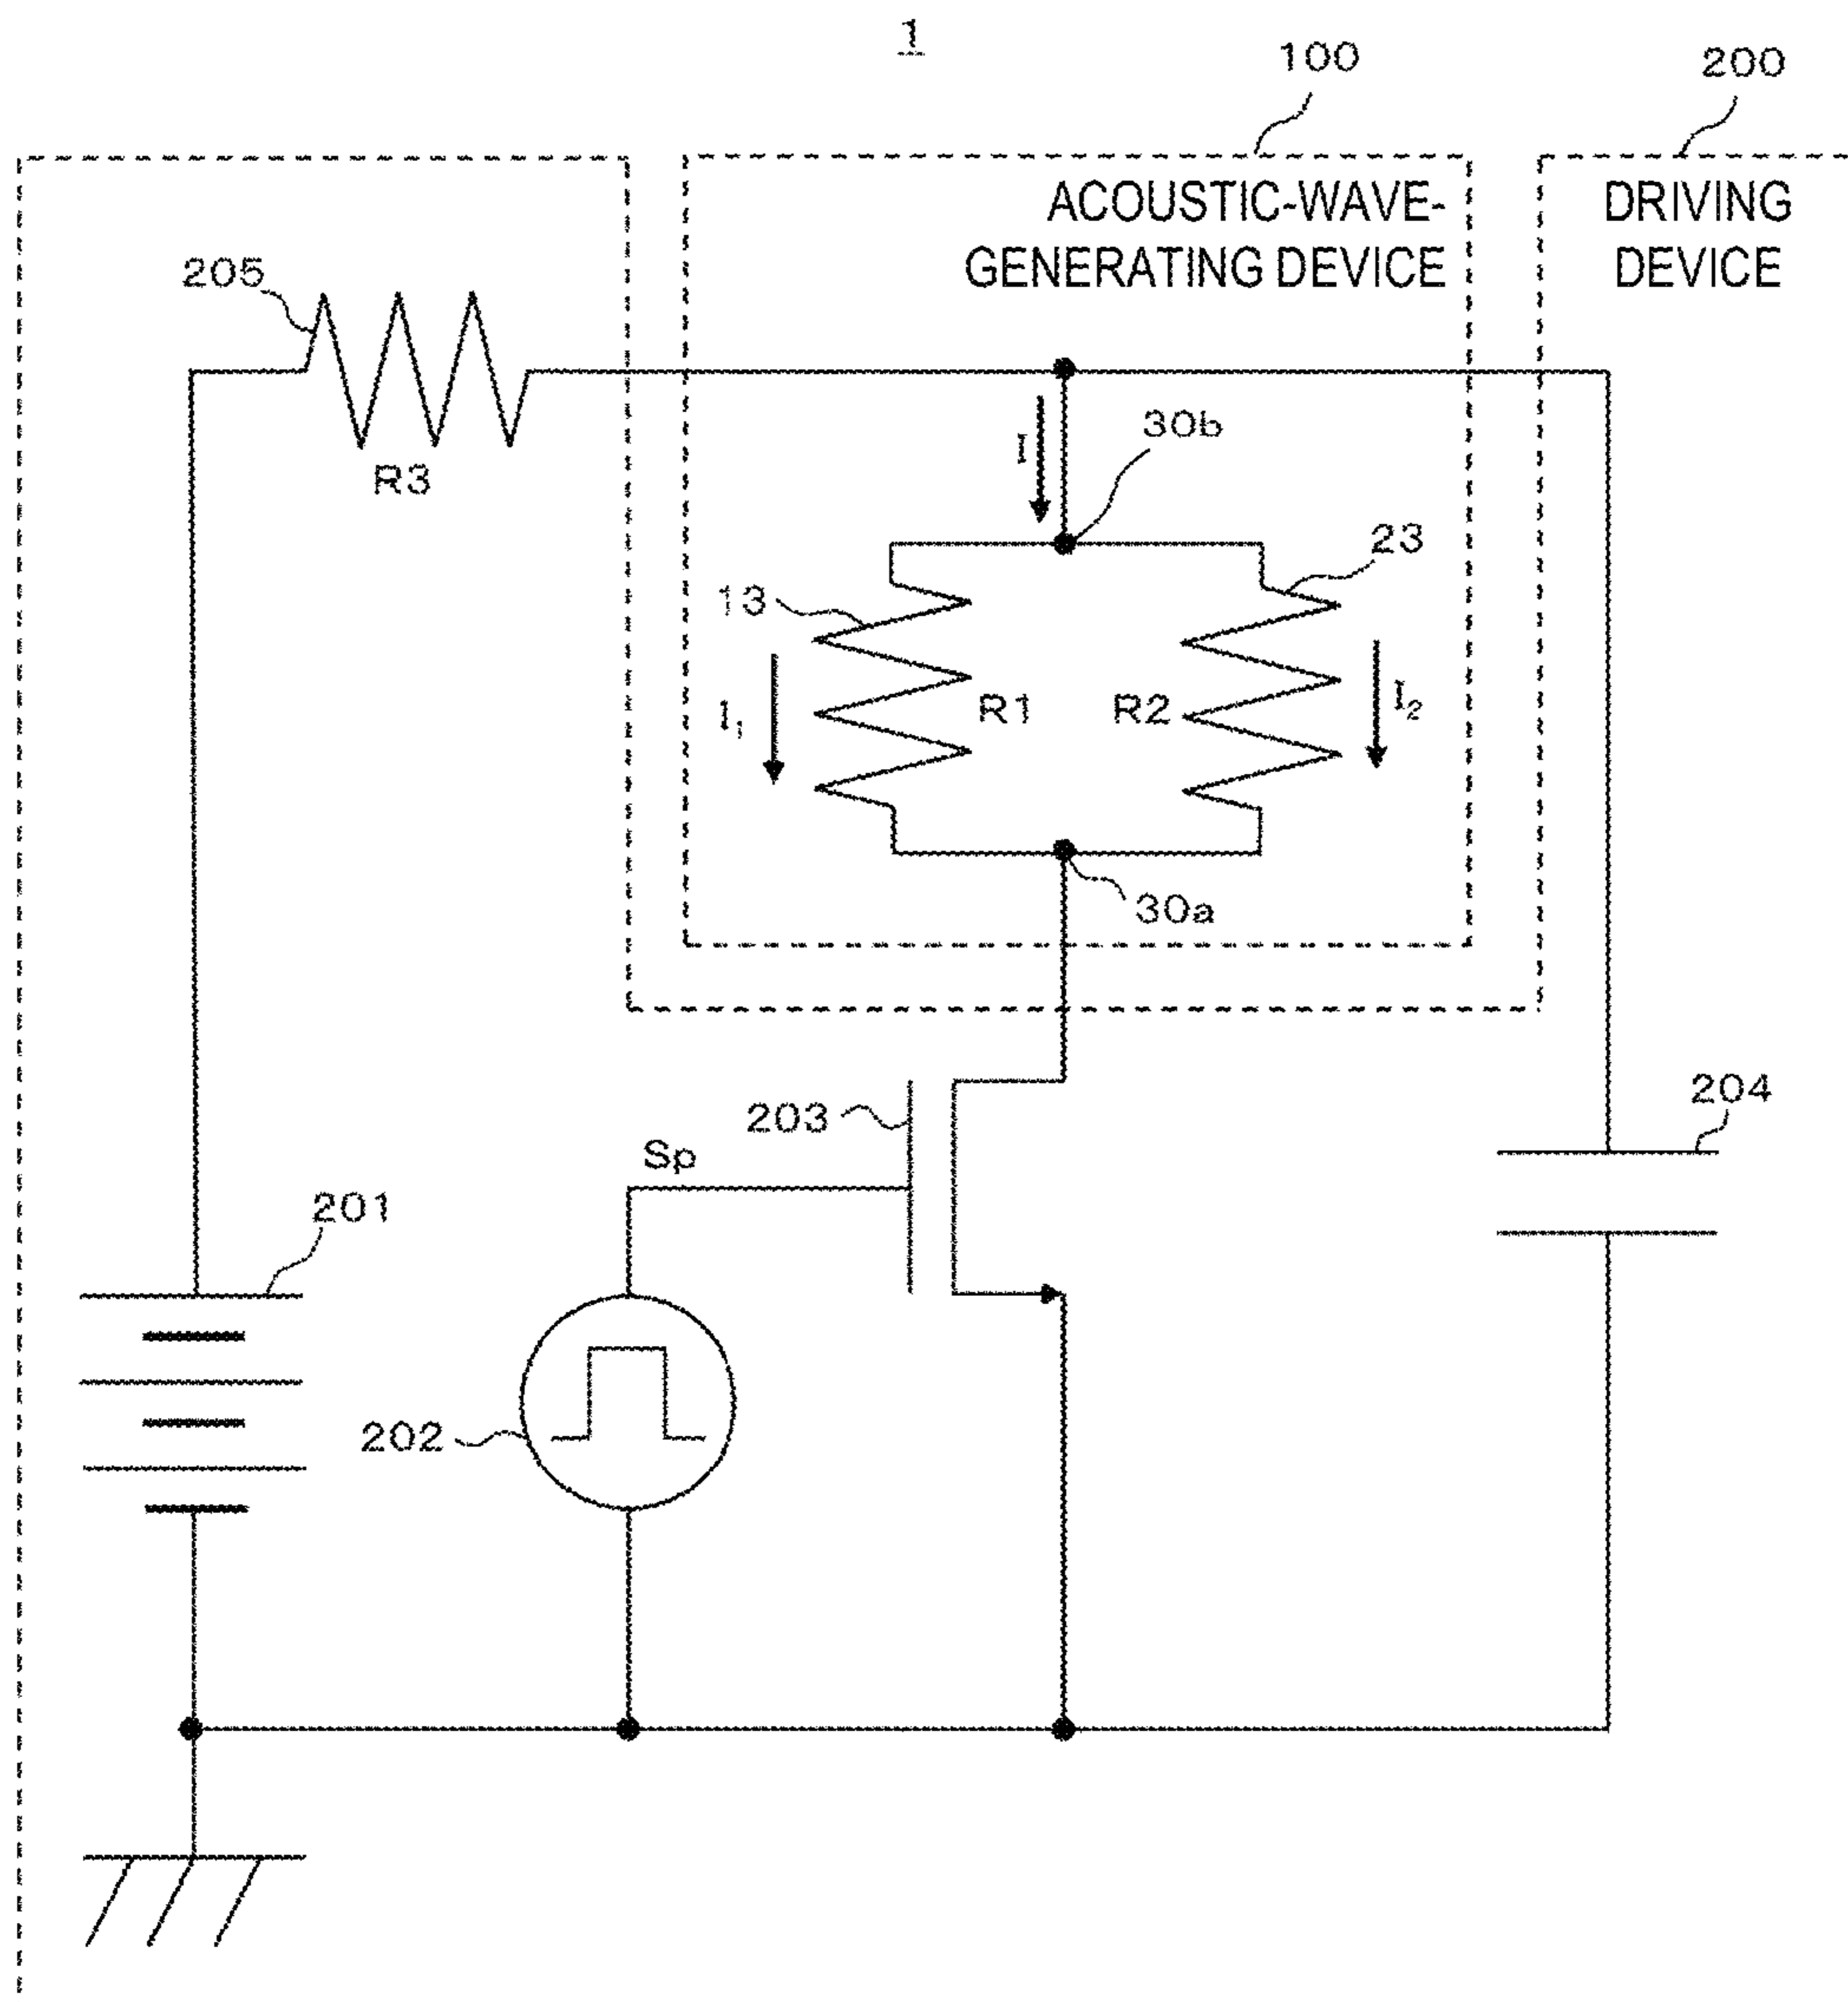 1
100
200
ACOUSTIC-WAVE-
GENERATING DEVICE
DRIVING
DEVICE
205
R3
I
30b
13
23
I1
R1
R2
I2
30a
203
204
Sp
201
202